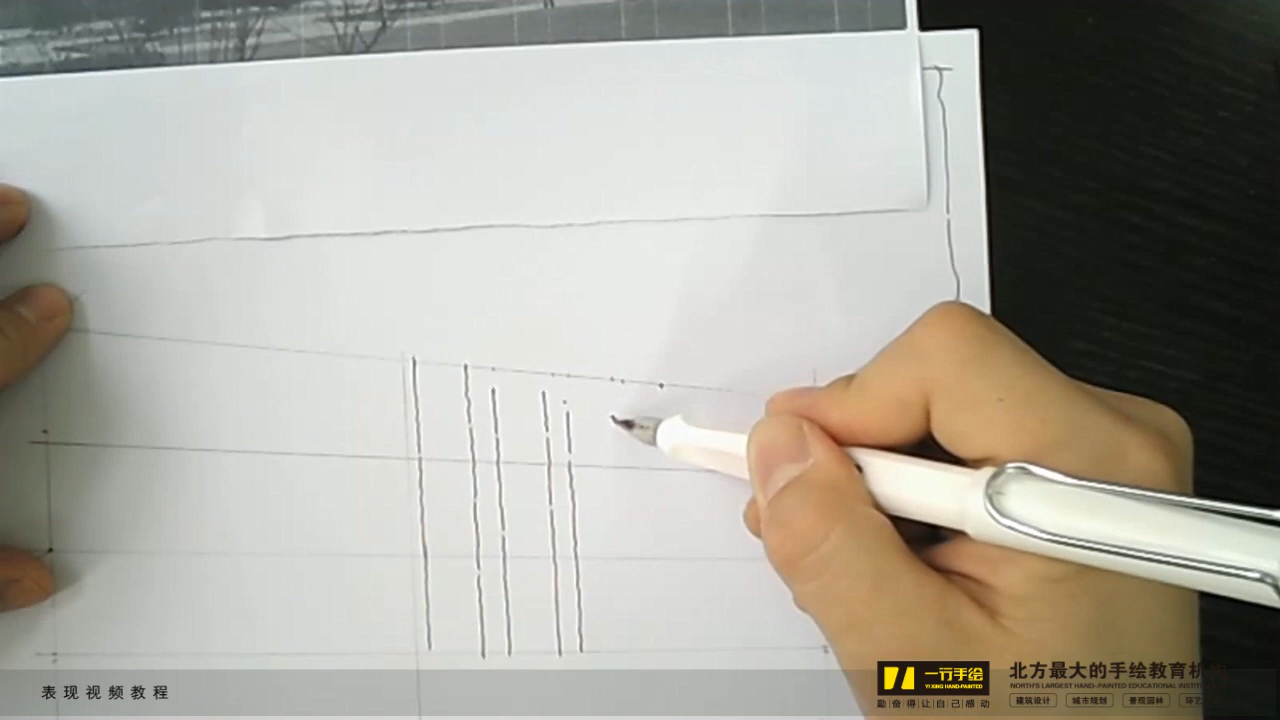 表现视频教程
一行手绘
YI XING HAND-PAINTED
勤奋得|让|自|己|感动
北方最大的手绘教育机
NORTH'S LARGEST HAND-PAINTED EDUCATIONAL
建筑设计
城市规划
景观园林
环艺